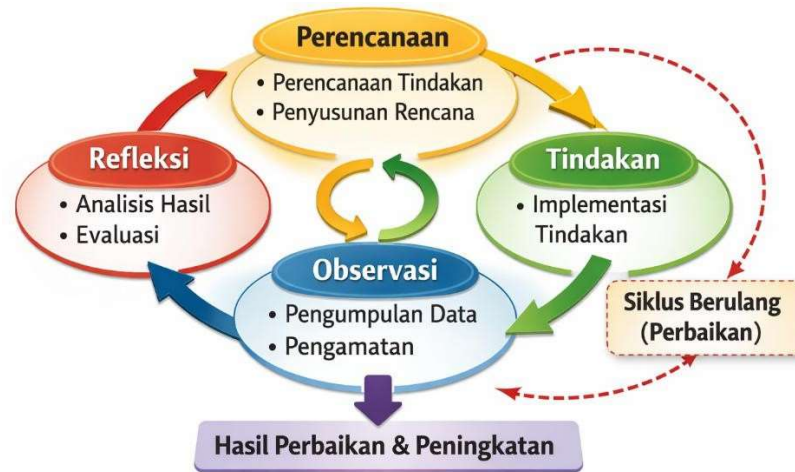 Perencanaan
• Perencanaan Tindakan
• Penyusunan Rencana
Refleksi
• Analisis Hasil
• Evaluasi
Tindakan
• Implementasi
Tindakan
Observasi
• Pengumpulan Data
• Pengamatan
Siklus Berulang
(Perbaikan)
Hasil Perbaikan & Peningkatan